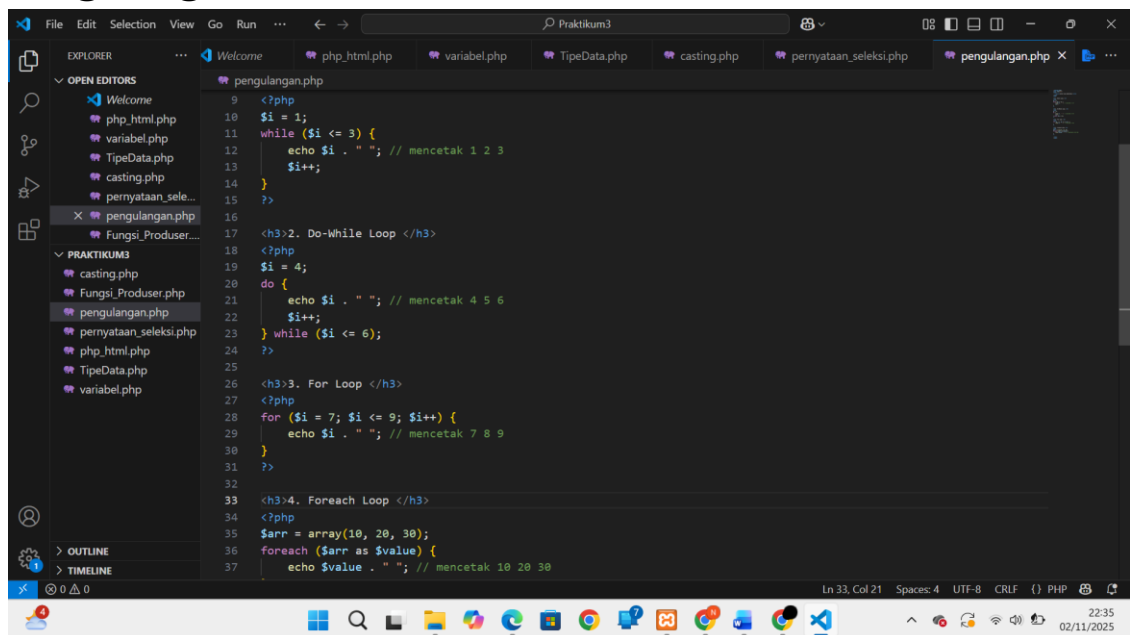 File Edit Selection View Go Run ... Praktikum3
EXPLORER
Welcome php_html.php variabel.php TipeData.php casting.php pernyataan_seleksi.php pengulangan.php
OPEN EDITORS
Welcome
php_html.php
variabel.php
TipeData.php
casting.php
pernyataan_sele...
pengulangan.php
Fungsi_Produser....
PRAKTIKUM3
casting.php
Fungsi_Produser.php
pengulangan.php
pernyataan_seleksi.php
php_html.php
TipeData.php
variabel.php
OUTLINE
TIMELINE
pengulangan.php
9 <?php
10 $i = 1;
11 while ($i <= 3) {
12 echo $i . " "; // mencetak 1 2 3
13 $i++;
14 }
15 ?>
16
17 <h3>2. Do-While Loop </h3>
18 <?php
19 $i = 4;
20 do {
21 echo $i . " "; // mencetak 4 5 6
22 $i++;
23 } while ($i <= 6);
24 ?>
25
26 <h3>3. For Loop </h3>
27 <?php
28 for ($i = 7; $i <= 9; $i++) {
29 echo $i . " "; // mencetak 7 8 9
30 }
31 ?>
32
33 <h3>4. Foreach Loop </h3>
34 <?php
35 $arr = array(10, 20, 30);
36 foreach ($arr as $value) {
37 echo $value . " "; // mencetak 10 20 30
0 0 Ln 33, Col 21 Spaces: 4 UTF-8 CRLF {} PHP
22:35
02/11/2025